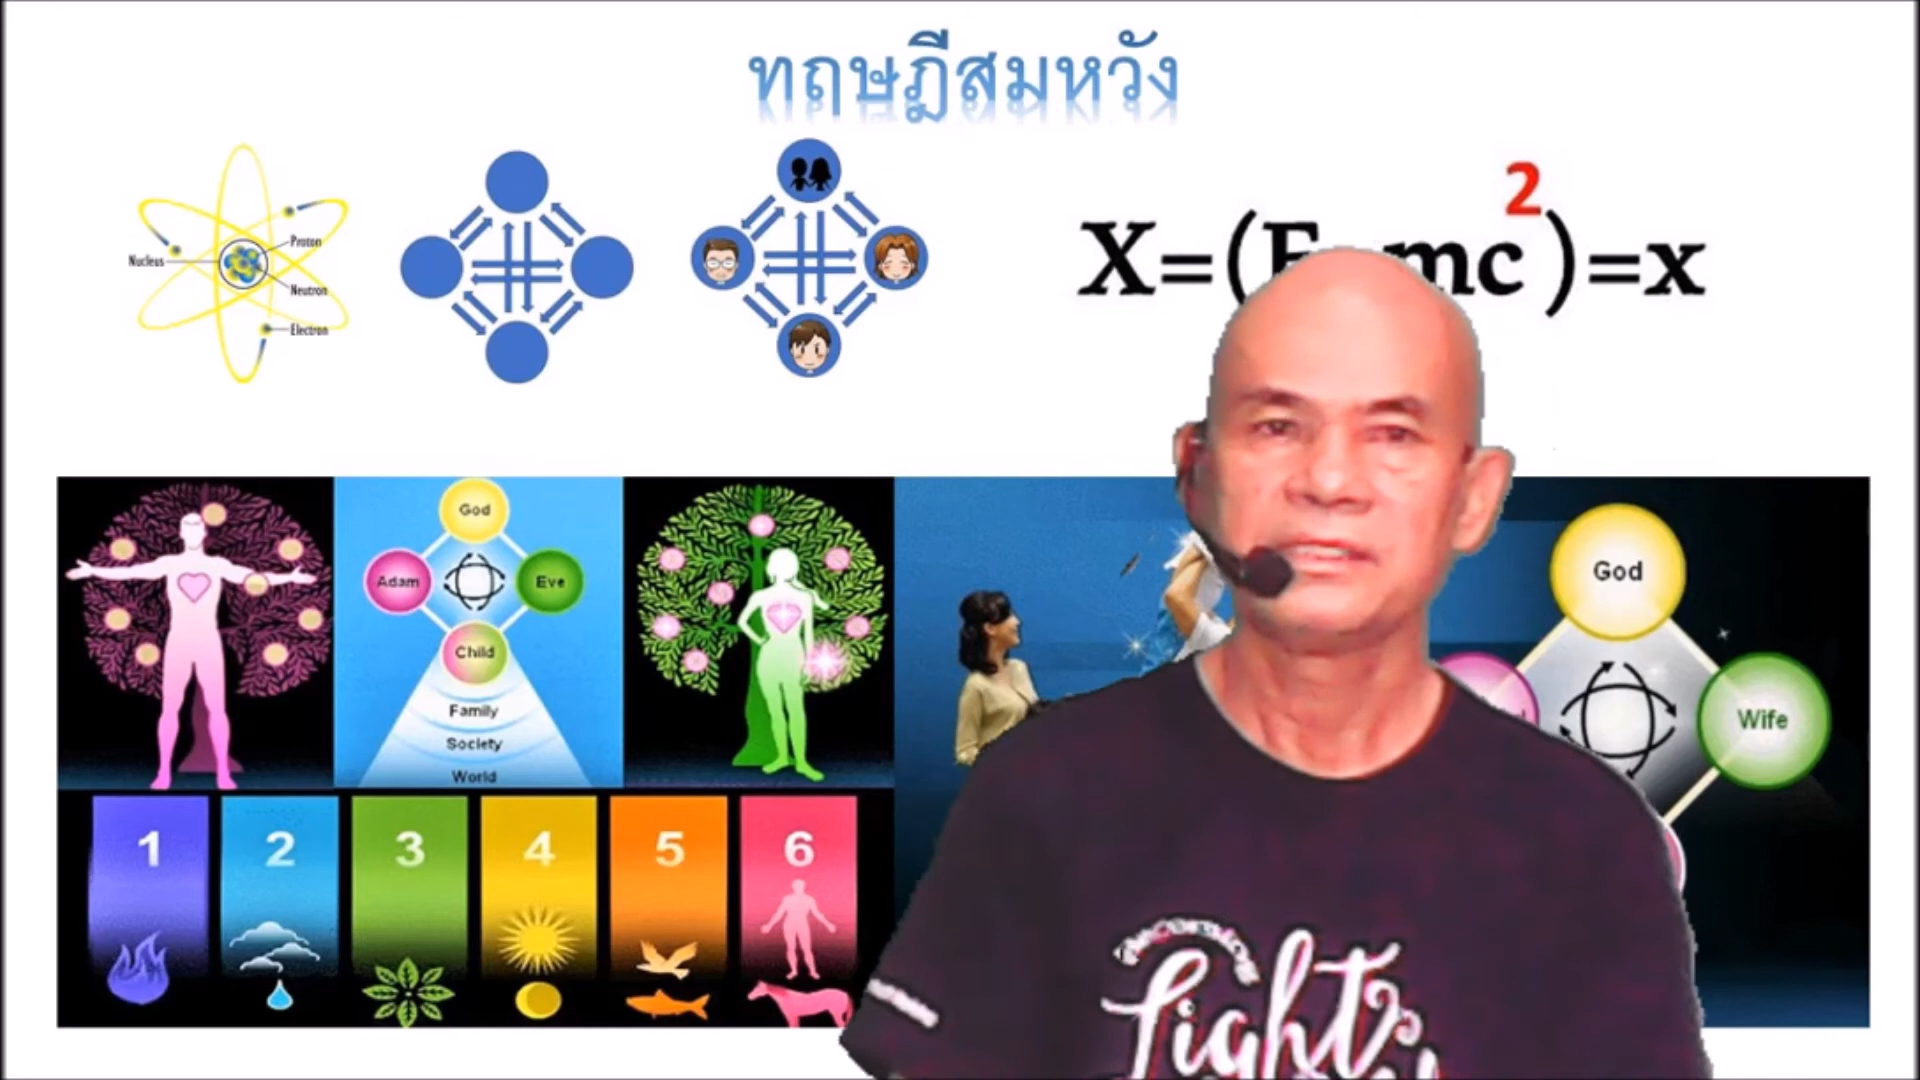 ทฤษฎีสมหวัง
Proton
Nucleus
Neutron
Electron
2
X=( mc )=x
God
Adam
Eve
Child
Family
Society
World
God
Wife
1 2 3 4 5 6
Light